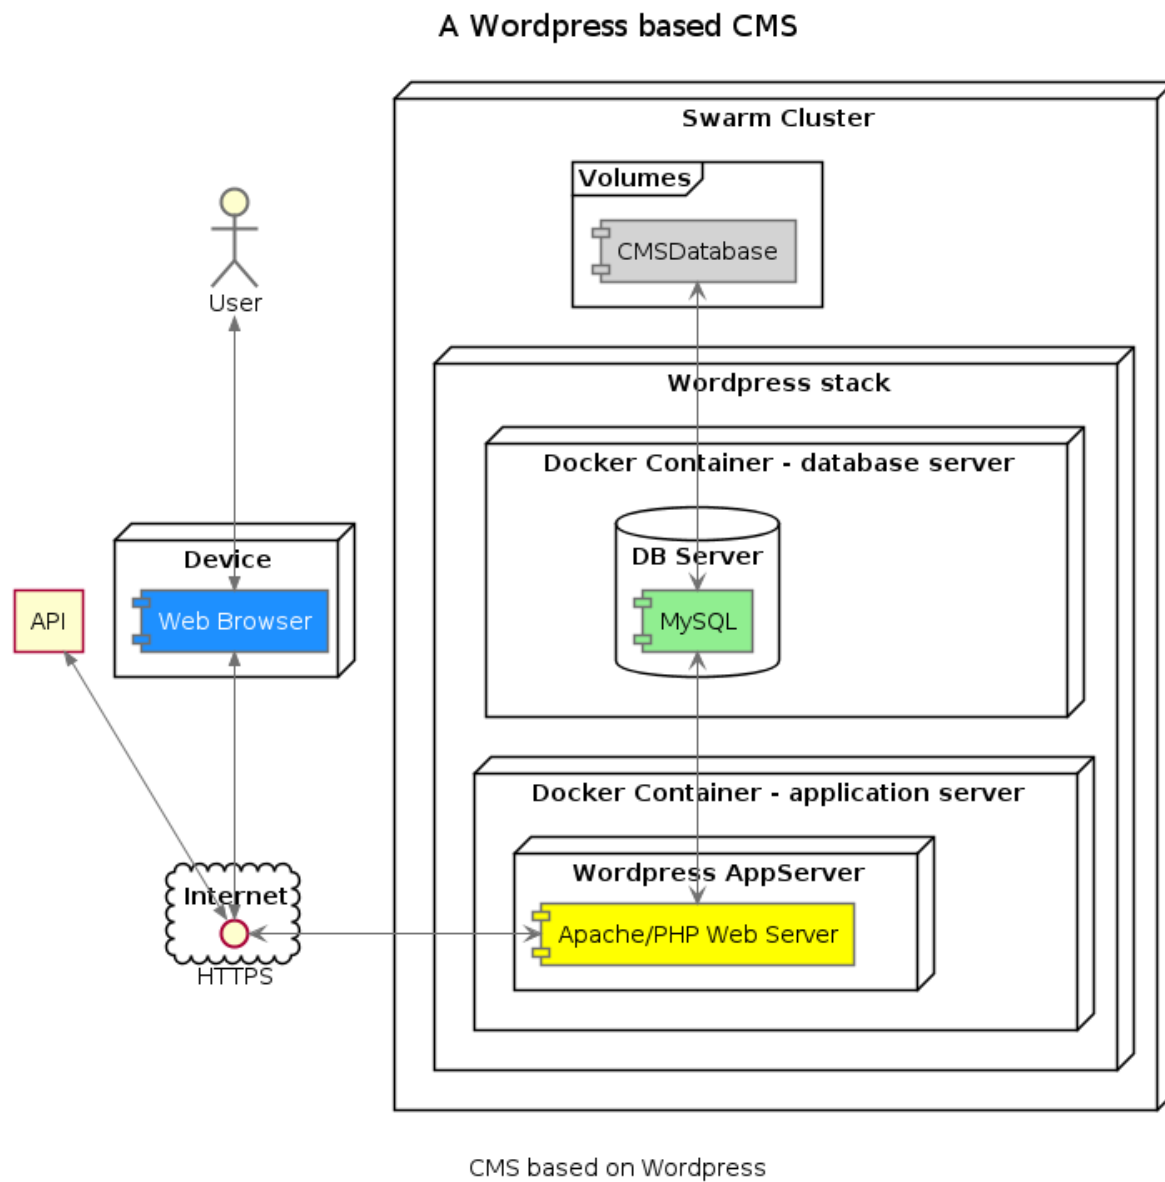 A Wordpress based CMS
Swarm Cluster
Volumes
CMSDatabase
User
Wordpress stack
Docker Container - database server
DB Server
MySQL
Device
Web Browser
API
Docker Container - application server
Wordpress AppServer
Apache/PHP Web Server
Internet
HTTPS
CMS based on Wordpress